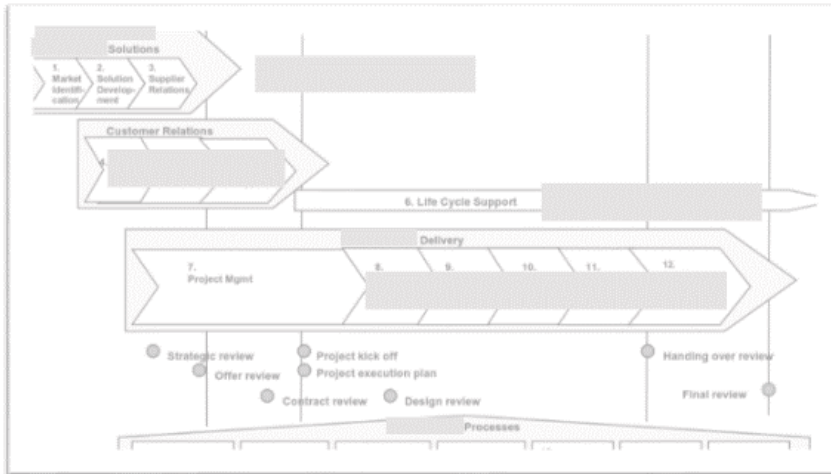 Solutions
1.
Market
Identifi-
cation
2.
Solution
Develop-
ment
3.
Supplier
Relations
Customer Relations
4.
6. Life Cycle Support
Delivery
7.
Project Mgmt
8.
9.
10.
11.
12.
Strategic review
Project kick off
Handing over review
Offer review
Project execution plan
Contract review
Design review
Final review
Processes